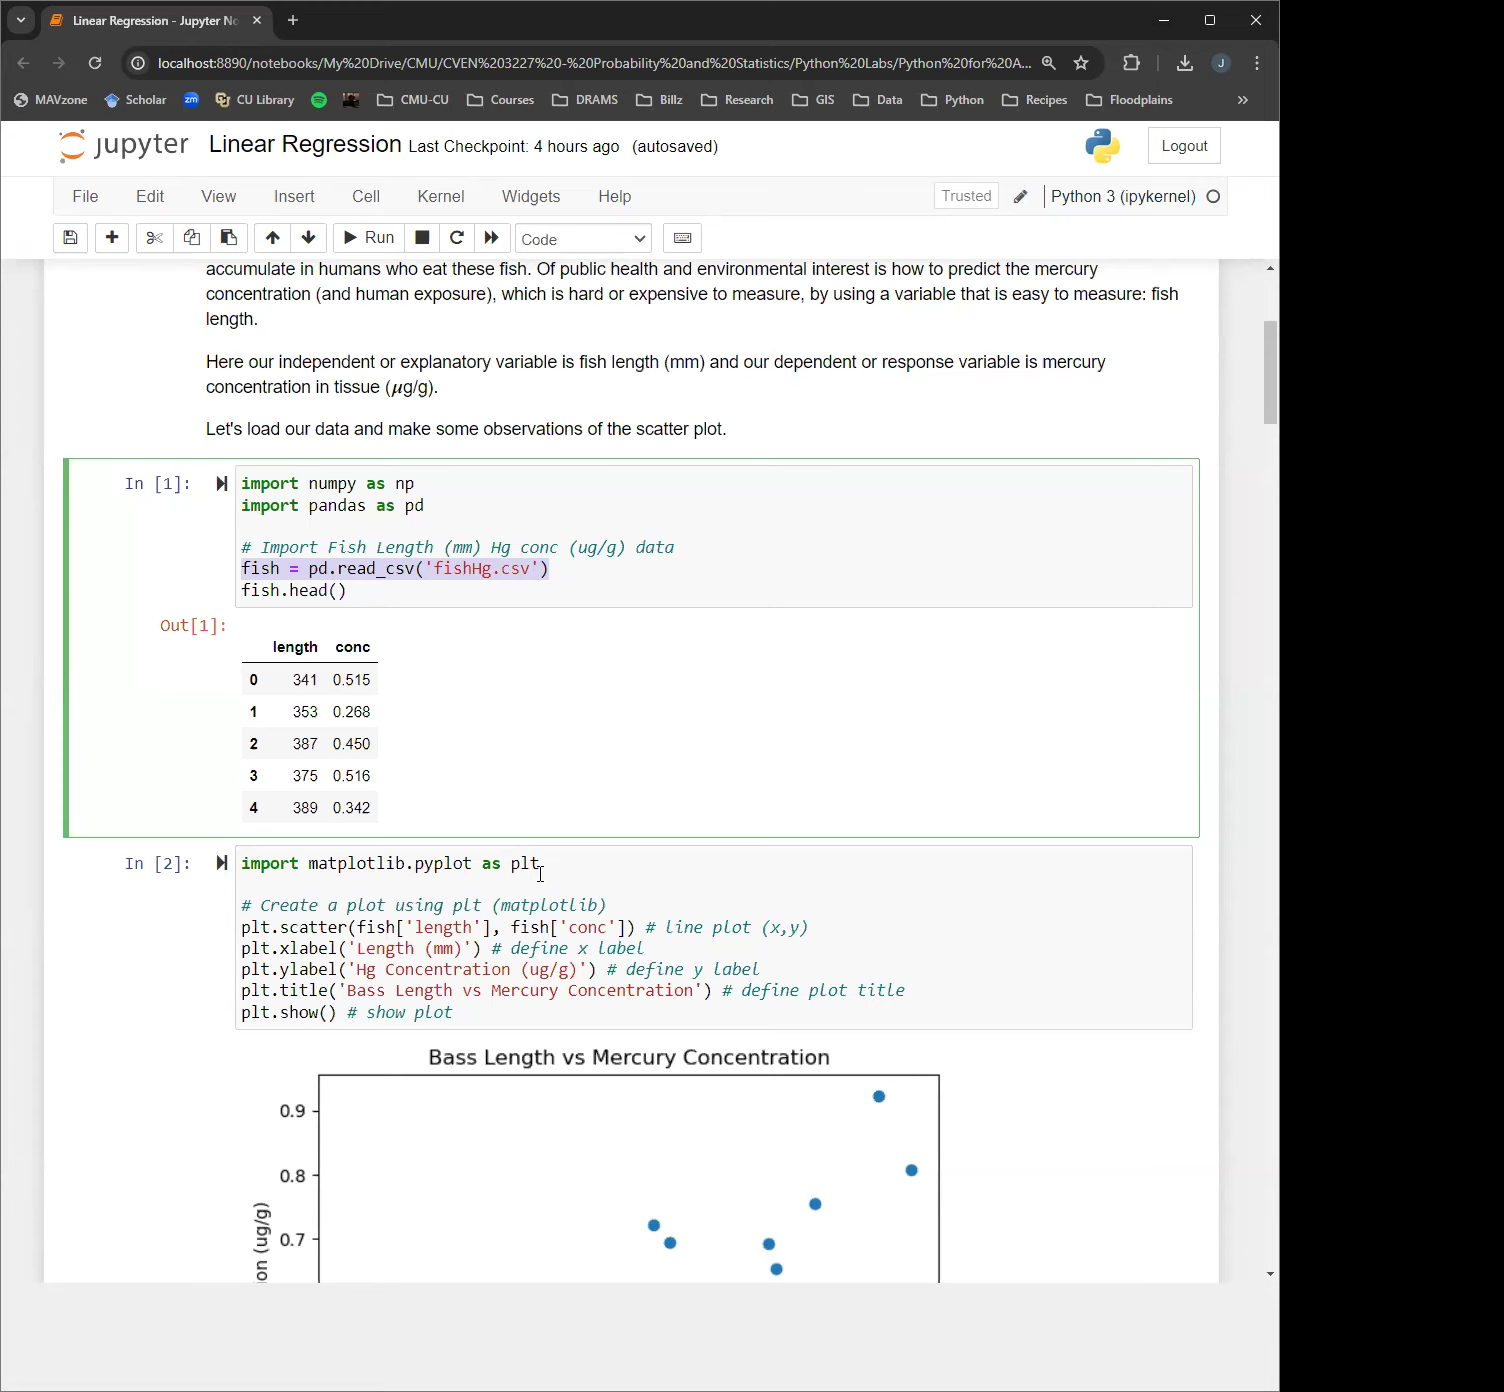 Linear Regression - Jupyter No
localhost:8890/notebooks/My%20Drive/CMU/CVEN%203227%20-%20Probability%20and%20Statistics/Python%20Labs/Python%20for%20A...
J
MAVzone Scholar zm CU Library CMU-CU Courses DRAMS Billz Research GIS Data Python Recipes Floodplains »
jupyter Linear Regression Last Checkpoint: 4 hours ago (autosaved) Logout
File Edit View Insert Cell Kernel Widgets Help Trusted Python 3 (ipykernel)
Run Code
accumulate in humans who eat these fish. Of public health and environmental interest is how to predict the mercury
concentration (and human exposure), which is hard or expensive to measure, by using a variable that is easy to measure: fish
length.
Here our independent or explanatory variable is fish length (mm) and our dependent or response variable is mercury
concentration in tissue (μg/g).
Let's load our data and make some observations of the scatter plot.
In [1]: import numpy as np
import pandas as pd
# Import Fish Length (mm) Hg conc (ug/g) data
fish = pd.read_csv('fishHg.csv')
fish.head()
Out[1]:
length conc
0 341 0.515
1 353 0.268
2 387 0.450
3 375 0.516
4 389 0.342
In [2]: import matplotlib.pyplot as plt
# Create a plot using plt (matplotlib)
plt.scatter(fish['length'], fish['conc']) # line plot (x,y)
plt.xlabel('Length (mm)') # define x label
plt.ylabel('Hg Concentration (ug/g)') # define y label
plt.title('Bass Length vs Mercury Concentration') # define plot title
plt.show() # show plot
Bass Length vs Mercury Concentration
0.9
0.8
0.7
on (ug/g)